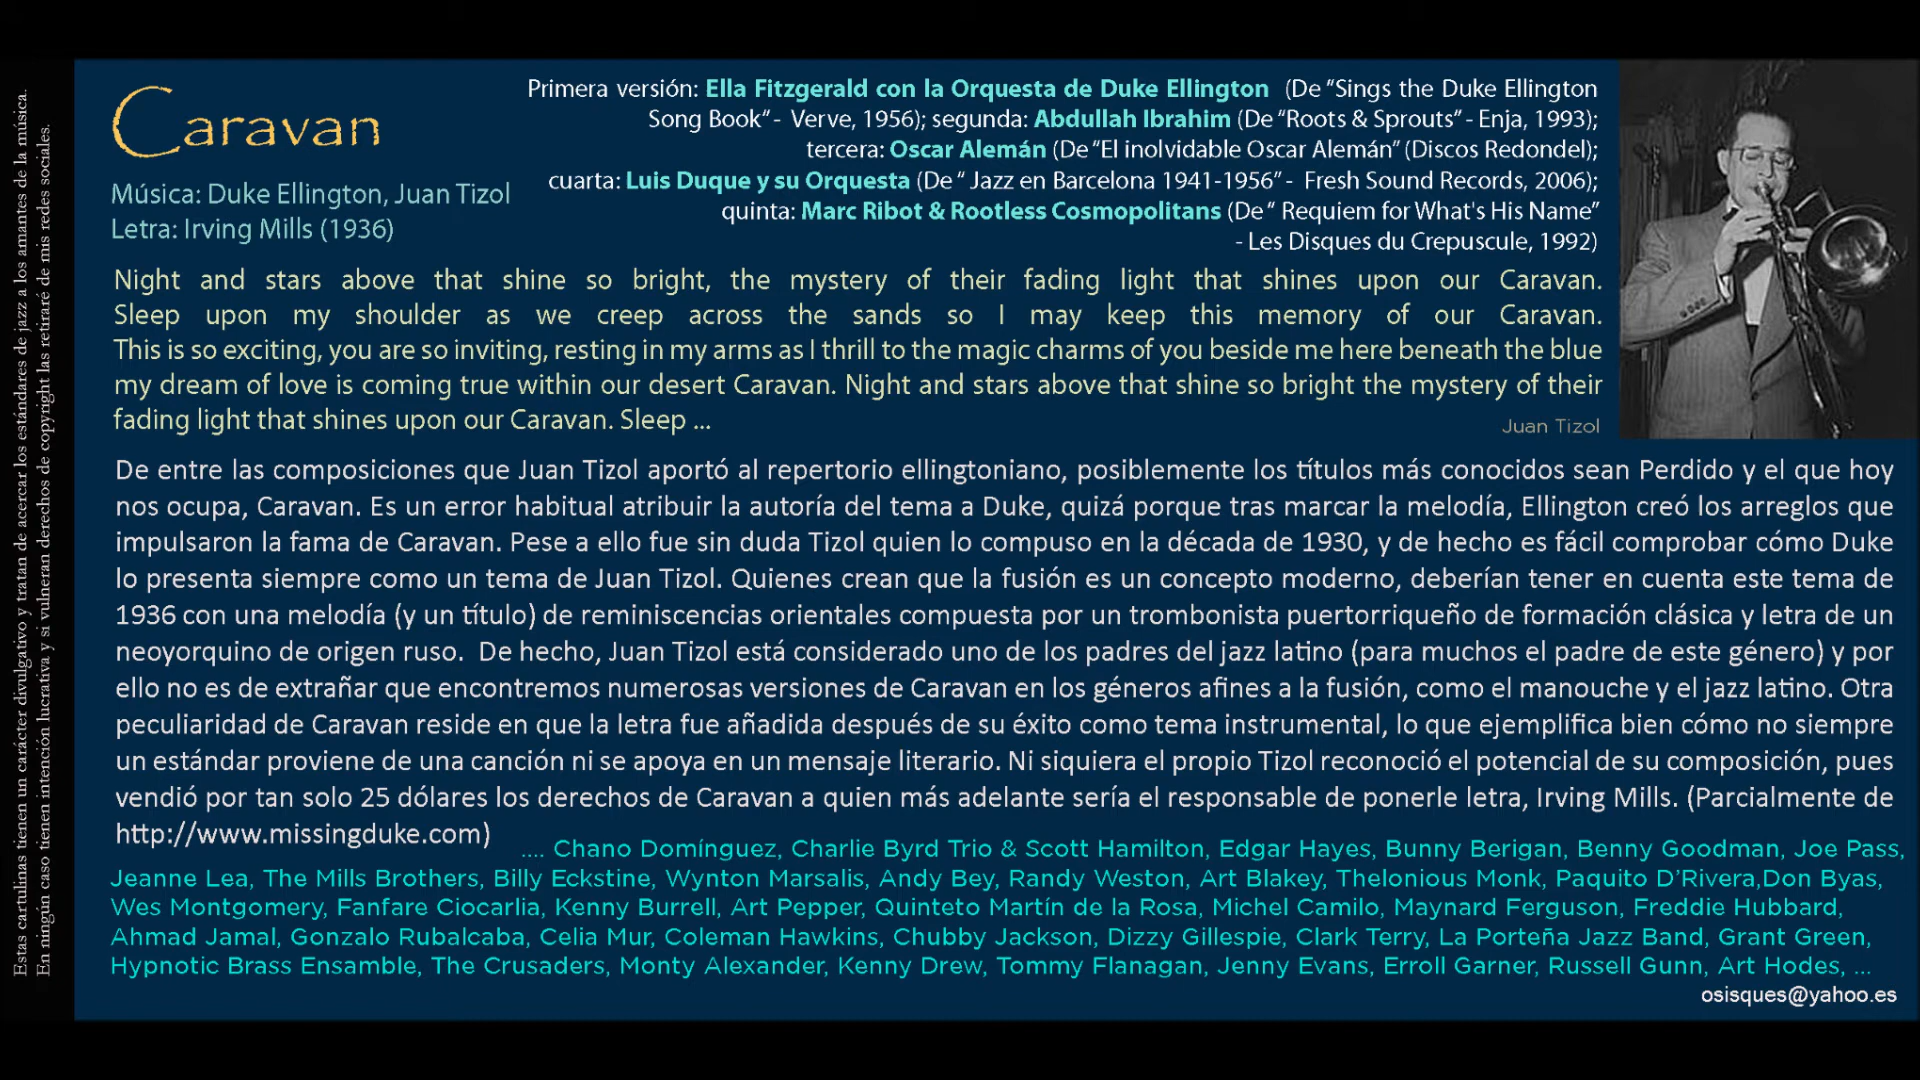 Estas cartulinas tienen un carácter divulgativo y tratan de acercar los estándares de jazz a los amantes de la música.
En ningún caso tienen intención lucrativa y si vulneran derechos de copyright las retiraré de mis redes sociales.
Caravan
Música: Duke Ellington, Juan Tizol
Letra: Irving Mills (1936)
Primera versión: Ella Fitzgerald con la Orquesta de Duke Ellington (De “Sings the Duke Ellington
Song Book“ - Verve, 1956); segunda: Abdullah Ibrahim (De “Roots & Sprouts“ - Enja, 1993);
tercera: Oscar Alemán (De “El inolvidable Oscar Alemán” (Discos Redondel);
cuarta: Luis Duque y su Orquesta (De “ Jazz en Barcelona 1941-1956” - Fresh Sound Records, 2006);
quinta: Marc Ribot & Rootless Cosmopolitans (De “ Requiem for What's His Name”
- Les Disques du Crepuscule, 1992)
Night and stars above that shine so bright, the mystery of their fading light that shines upon our Caravan.
Sleep upon my shoulder as we creep across the sands so I may keep this memory of our Caravan.
This is so exciting, you are so inviting, resting in my arms as I thrill to the magic charms of you beside me here beneath the blue
my dream of love is coming true within our desert Caravan. Night and stars above that shine so bright the mystery of their
fading light that shines upon our Caravan. Sleep ...
Juan Tizol
De entre las composiciones que Juan Tizol aportó al repertorio ellingtoniano, posiblemente los títulos más conocidos sean Perdido y el que hoy
nos ocupa, Caravan. Es un error habitual atribuir la autoría del tema a Duke, quizá porque tras marcar la melodía, Ellington creó los arreglos que
impulsaron la fama de Caravan. Pese a ello fue sin duda Tizol quien lo compuso en la década de 1930, y de hecho es fácil comprobar cómo Duke
lo presenta siempre como un tema de Juan Tizol. Quienes crean que la fusión es un concepto moderno, deberían tener en cuenta este tema de
1936 con una melodía (y un título) de reminiscencias orientales compuesta por un trombonista puertorriqueño de formación clásica y letra de un
neoyorquino de origen ruso. De hecho, Juan Tizol está considerado uno de los padres del jazz latino (para muchos el padre de este género) y por
ello no es de extrañar que encontremos numerosas versiones de Caravan en los géneros afines a la fusión, como el manouche y el jazz latino. Otra
peculiaridad de Caravan reside en que la letra fue añadida después de su éxito como tema instrumental, lo que ejemplifica bien cómo no siempre
un estándar proviene de una canción ni se apoya en un mensaje literario. Ni siquiera el propio Tizol reconoció el potencial de su composición, pues
vendió por tan solo 25 dólares los derechos de Caravan a quien más adelante sería el responsable de ponerle letra, Irving Mills. (Parcialmente de
http://www.missingduke.com)
.... Chano Domínguez, Charlie Byrd Trio & Scott Hamilton, Edgar Hayes, Bunny Berigan, Benny Goodman, Joe Pass,
Jeanne Lea, The Mills Brothers, Billy Eckstine, Wynton Marsalis, Andy Bey, Randy Weston, Art Blakey, Thelonious Monk, Paquito D’Rivera,Don Byas,
Wes Montgomery, Fanfare Ciocarlia, Kenny Burrell, Art Pepper, Quinteto Martín de la Rosa, Michel Camilo, Maynard Ferguson, Freddie Hubbard,
Ahmad Jamal, Gonzalo Rubalcaba, Celia Mur, Coleman Hawkins, Chubby Jackson, Dizzy Gillespie, Clark Terry, La Porteña Jazz Band, Grant Green,
Hypnotic Brass Ensamble, The Crusaders, Monty Alexander, Kenny Drew, Tommy Flanagan, Jenny Evans, Erroll Garner, Russell Gunn, Art Hodes, ...
osisques@yahoo.es